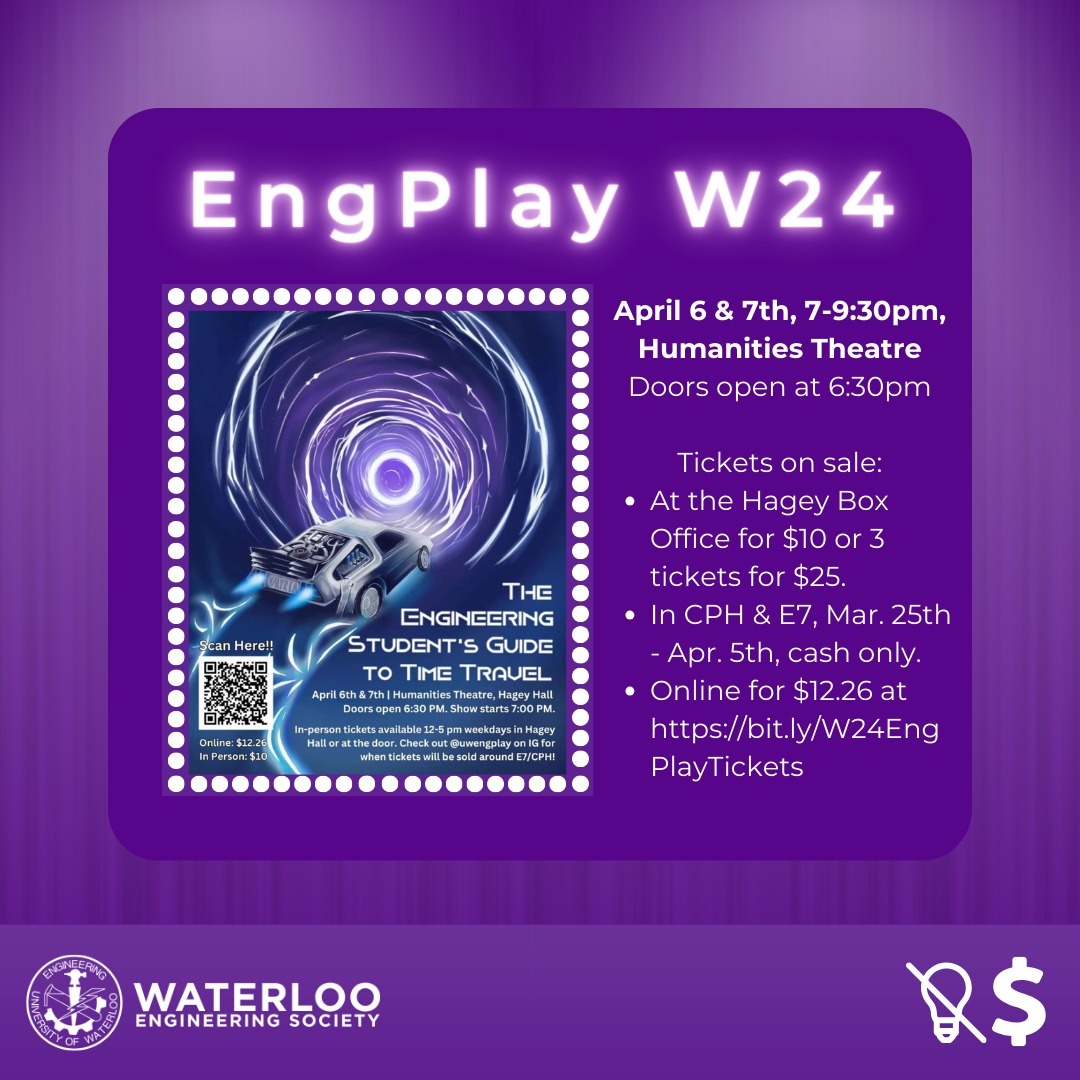 EngPlay W24
April 6 & 7th, 7-9:30pm,
Humanities Theatre
Doors open at 6:30pm
Tickets on sale:
• At the Hagey Box
Office for $10 or 3
tickets for $25.
• In CPH & E7, Mar. 25th
- Apr. 5th, cash only.
• Online for $12.26 at
https://bit.ly/W24Eng
PlayTickets
The
Engineering
Student's Guide
to Time Travel
April 6th & 7th | Humanities Theatre, Hagey Hall
Doors open 6:30 PM. Show starts 7:00 PM.
In-person tickets available 12-5 pm weekdays in Hagey
Hall or at the door. Check out @uwengplay on IG for
when tickets will be sold around E7/CPH!
Scan Here!!
Online: $12.26
In Person: $10
ENGINEERING
UNIVERSITY OF WATERLOO
WATERLOO
ENGINEERING SOCIETY
$